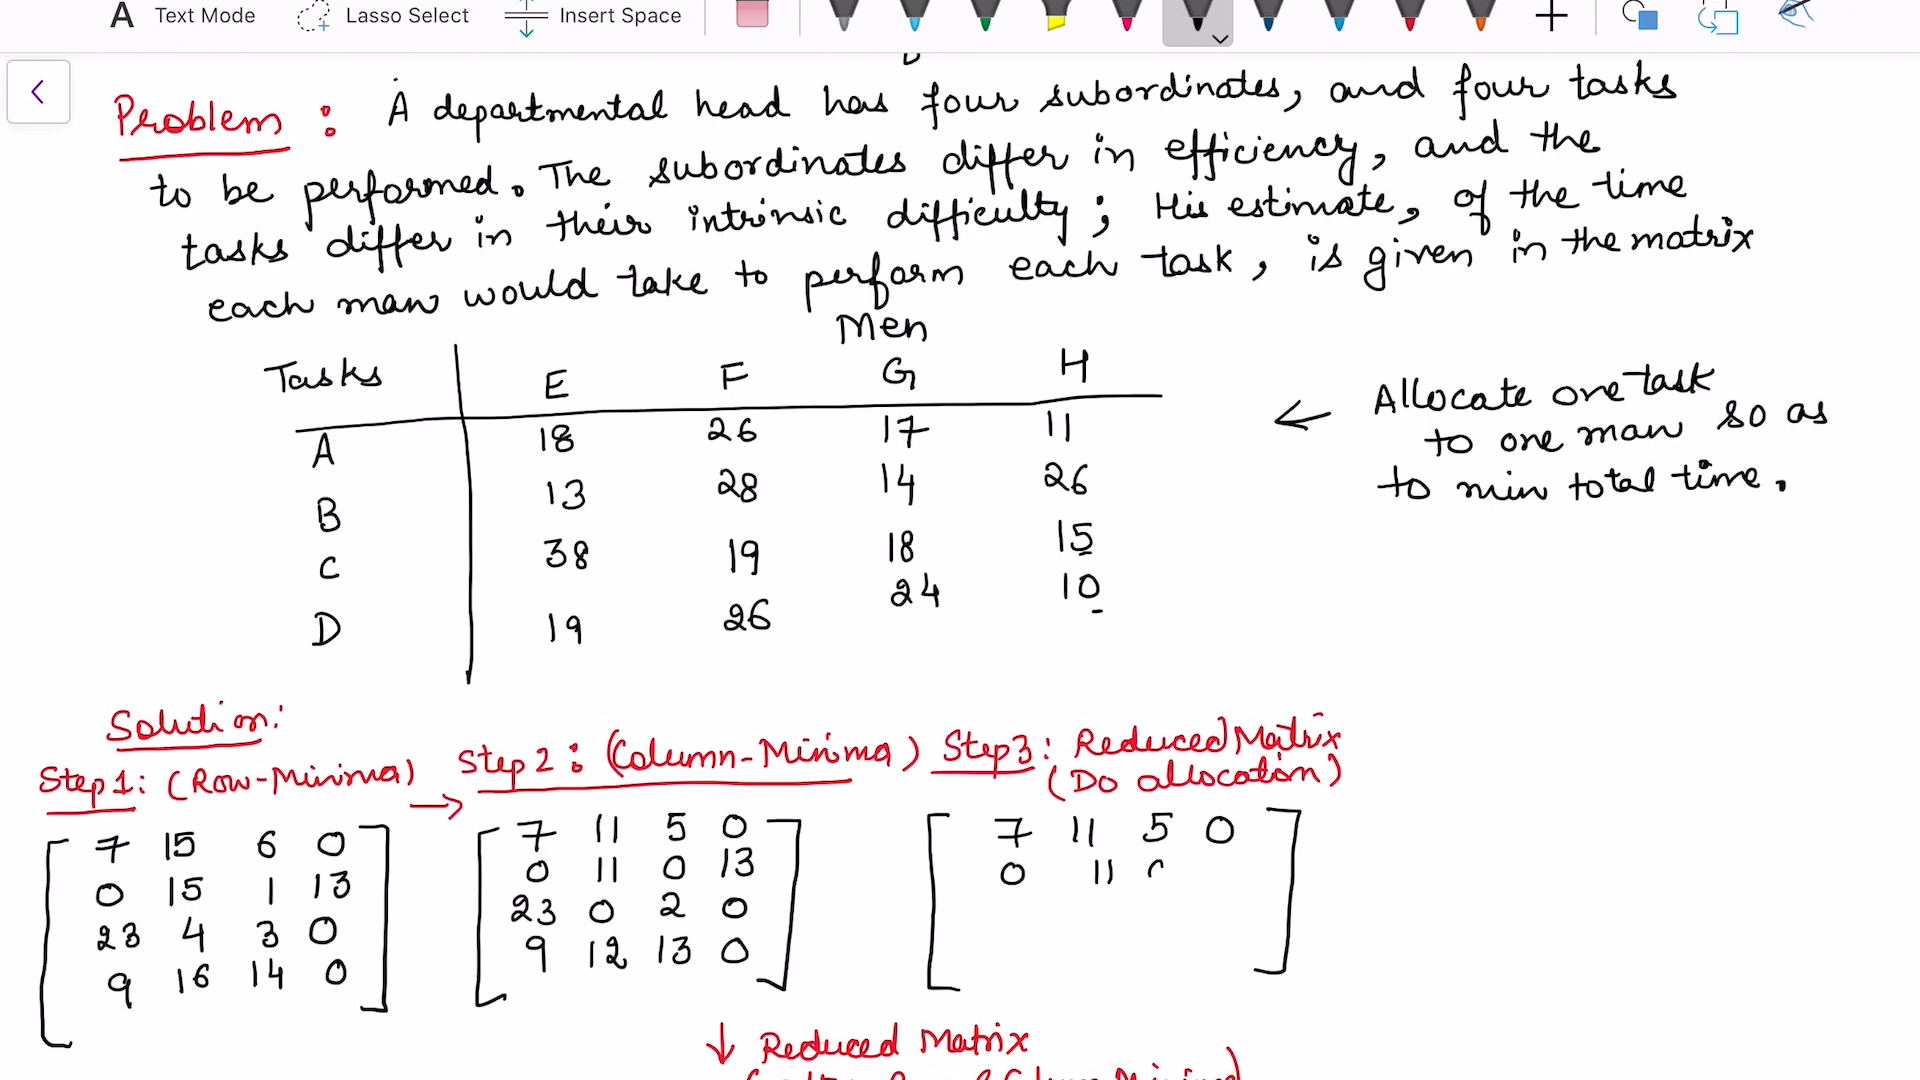 Text Mode Lasso Select Insert Space
Problem : A departmental head has four subordinates, and four tasks
to be performed. The subordinates differ in efficiency, and the
tasks differ in their intrinsic difficulty; His estimate, of the time
each man would take to perform each task, is given in the matrix
Men
Tasks E F G H
A 18 26 17 11
B 13 28 14 26
C 38 19 18 15
D 19 26 24 10
← Allocate one task
to one man so as
to min total time.
Solution:
Step 1: (Row-Minima) →
7 15 6 0
0 15 1 13
23 4 3 0
9 16 14 0
Step 2: (Column-Minima)
7 11 5 0
0 11 0 13
23 0 2 0
9 12 13 0
Step 3: Reduced Matrix
(Do allocation)
7 11 5 0
0 11
↓ Reduced Matrix